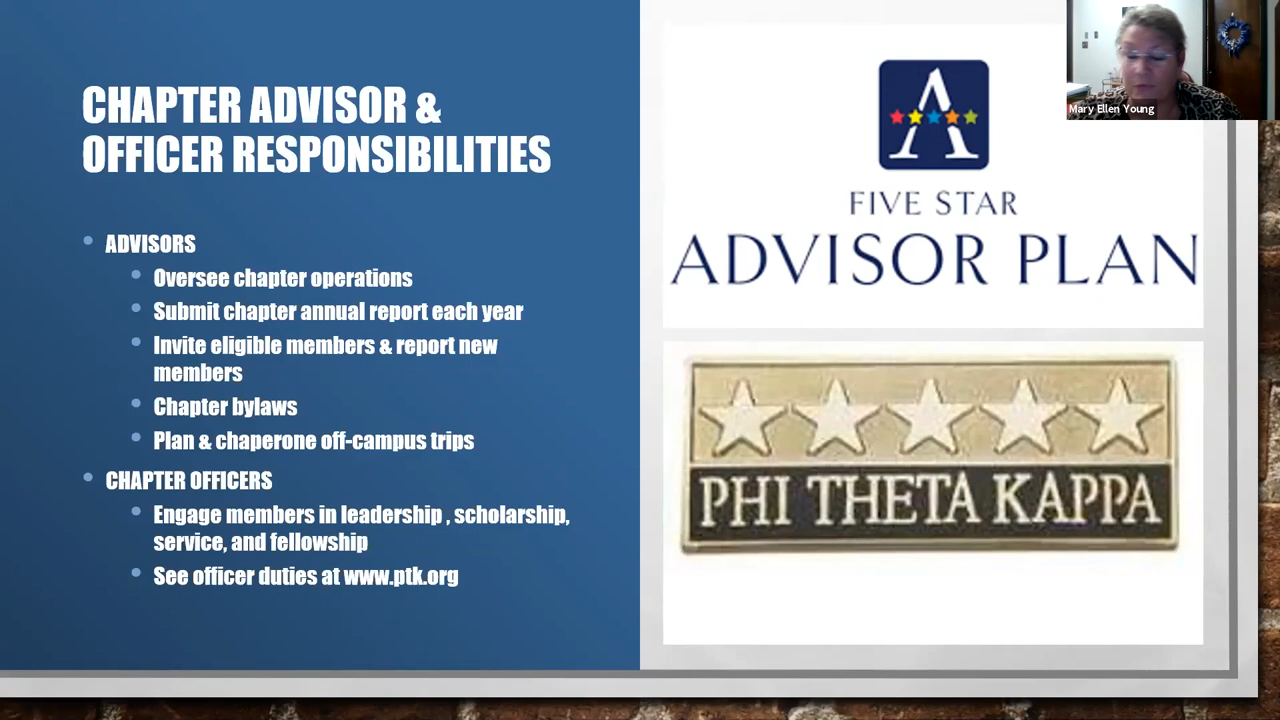 CHAPTER ADVISOR &
OFFICER RESPONSIBILITIES
ADVISORS
Oversee chapter operations
Submit chapter annual report each year
Invite eligible members & report new
members
Chapter bylaws
Plan & chaperone off-campus trips
CHAPTER OFFICERS
Engage members in leadership , scholarship,
service, and fellowship
See officer duties at www.ptk.org
A
FIVE STAR
ADVISOR PLAN
PHI THETA KAPPA
Mary Ellen Young